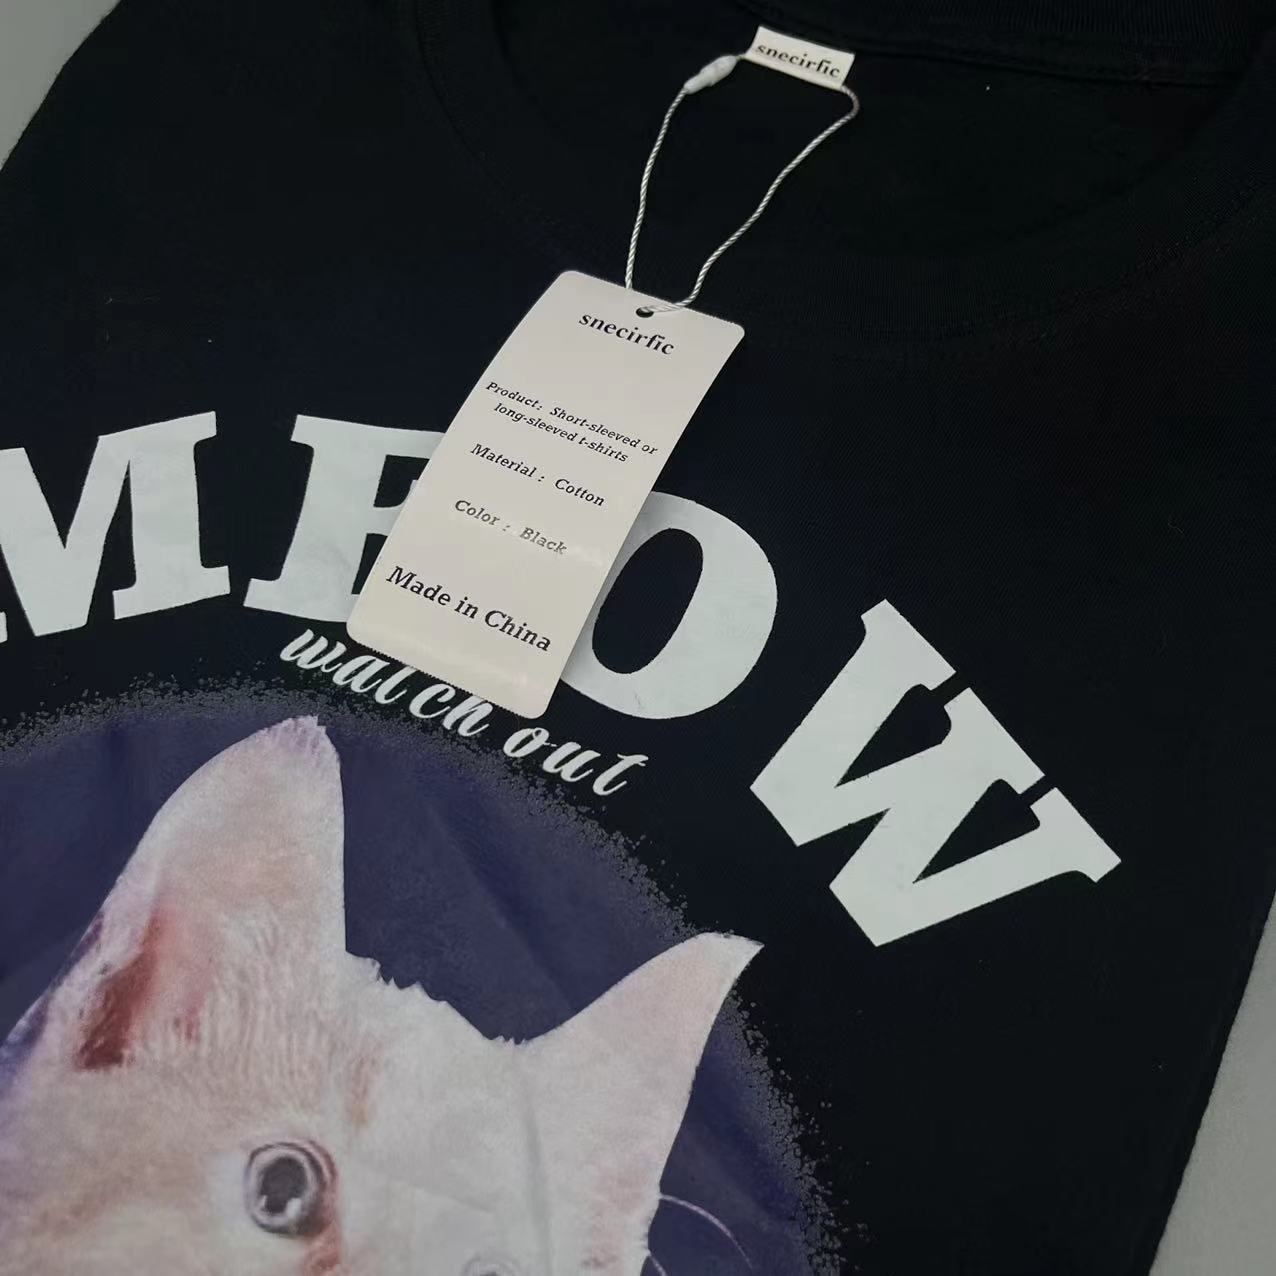 snecirfic
snecirfic
Product: Short-sleeved or
long-sleeved t-shirts
Material : Cotton
Color : Black
Made in China
MEOW
watch out